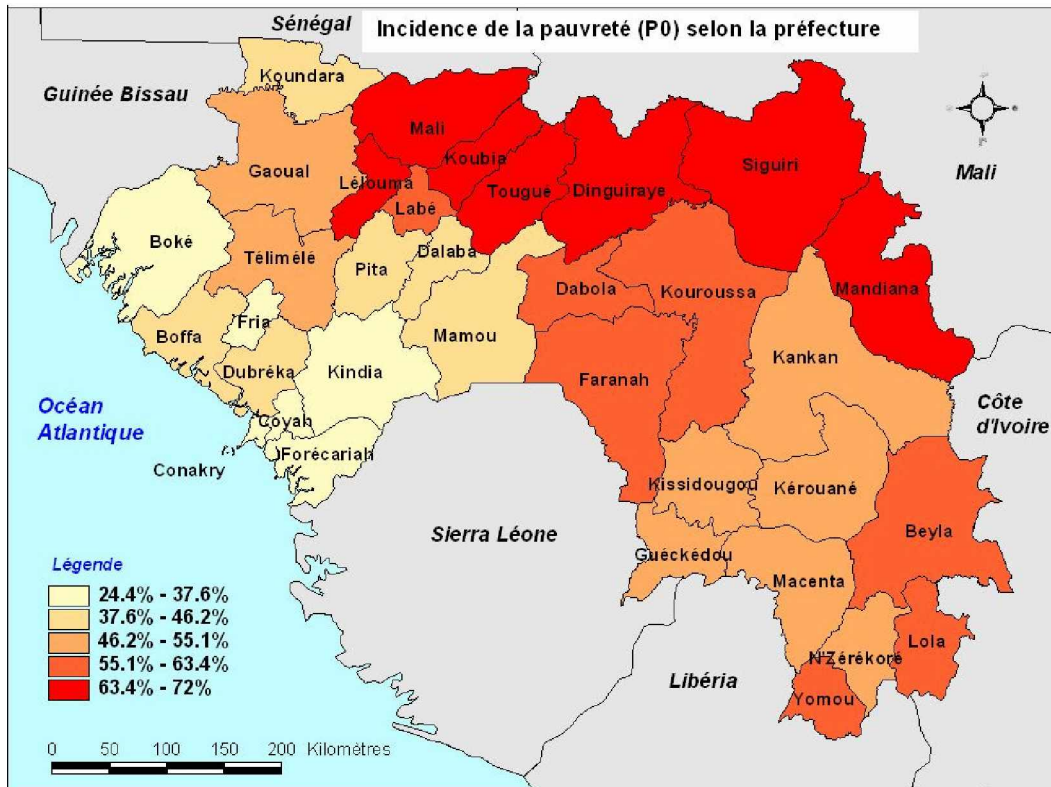 Incidence de la pauvreté (P0) selon la préfecture
Sénégal
Koundara
Guinée Bissau
Mali
Mali
Gaoual
Koubia
Siguiri
Lélouma
Tougué
Dinguiraye
Labé
Boké
Télimélé
Dalaba
Pita
Dabola
Kouroussa
Mandiana
Fria
Boffa
Mamou
Kankan
Dubréka
Kindia
Faranah
Océan
Atlantique
Côte
d'Ivoire
Coyah
Forécariah
Conakry
Kissidougou
Kérouané
Sierra Léone
Beyla
Guéckédou
Macenta
Légende
24.4% - 37.6%
37.6% - 46.2%
46.2% - 55.1%
55.1% - 63.4%
63.4% - 72%
Lola
N'Zérékoré
Libéria
Yomou
0 50 100 150 200 Kilométres